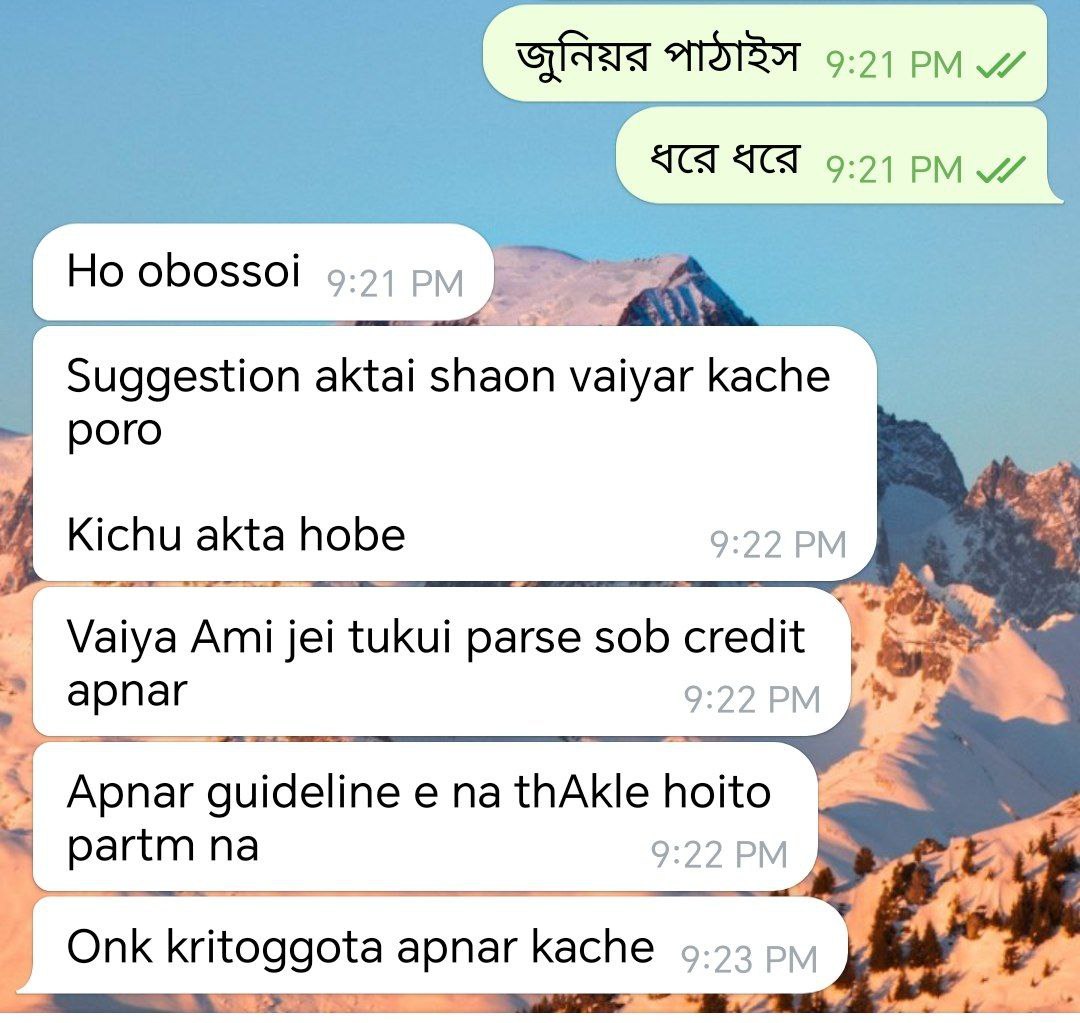 জুনিয়র পাঠাইস 9:21 PM
ধরে ধরে 9:21 PM
Ho obossoi 9:21 PM
Suggestion aktai shaon vaiyar kache
poro
Kichu akta hobe 9:22 PM
Vaiya Ami jei tukui parse sob credit
apnar 9:22 PM
Apnar guideline e na thAkle hoito
partm na 9:22 PM
Onk kritoggota apnar kache 9:23 PM